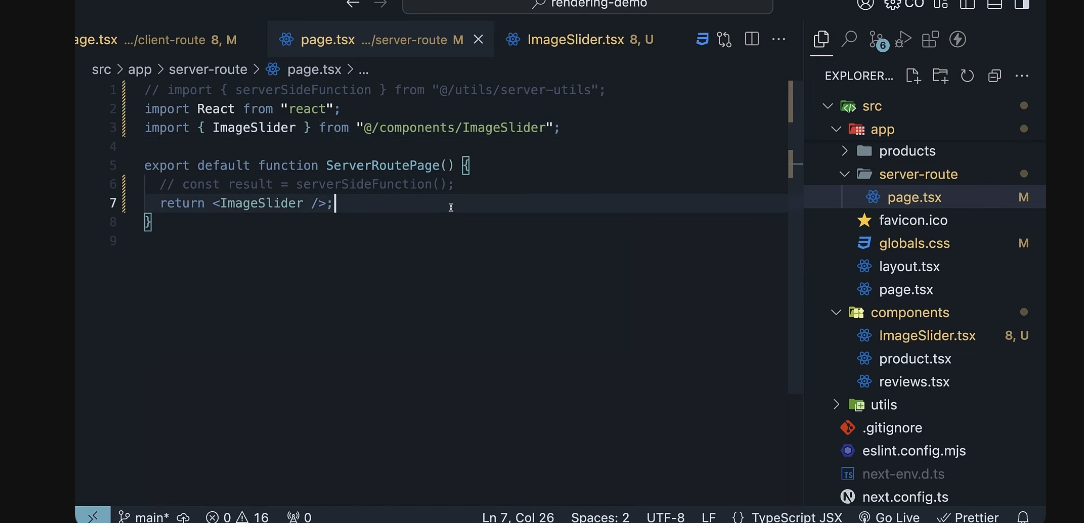 rendering-demo
CO
age.tsx .../client-route 8, M
page.tsx .../server-route M
ImageSlider.tsx 8, U
6
src > app > server-route > page.tsx > ...
EXPLORER...
1 // import { serverSideFunction } from "@/utils/server-utils";
2 import React from "react";
3 import { ImageSlider } from "@/components/ImageSlider";
4
5 export default function ServerRoutePage() {
6 // const result = serverSideFunction();
7 return <ImageSlider />;
8 }
9
src
app
products
server-route
page.tsx M
favicon.ico
globals.css M
layout.tsx
page.tsx
components
ImageSlider.tsx 8, U
product.tsx
reviews.tsx
utils
.gitignore
eslint.config.mjs
TS next-env.d.ts
N next.config.ts
main* 0 16 0 Ln 7, Col 26 Spaces: 2 UTF-8 LF {} TypeScript JSX Go Live Prettier